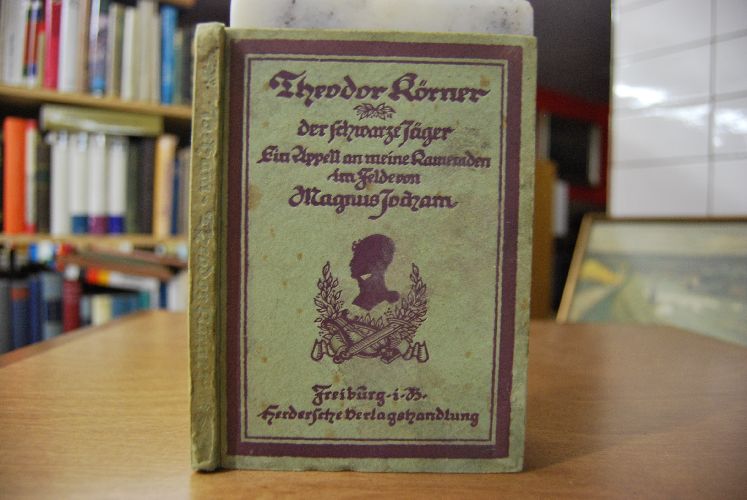 Theodor Körner
der schwarze Jäger
Ein Appell an meine Kameraden
im Felde von
Magnus Jocham
Freiburg·i·B·
Herdersche Verlagshandlung